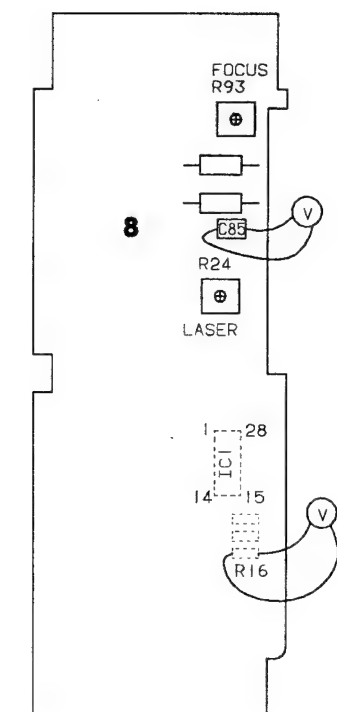 FOCUS
R93
8
C85
V
R24
LASER
1 28
IC1
14 15
V
R16